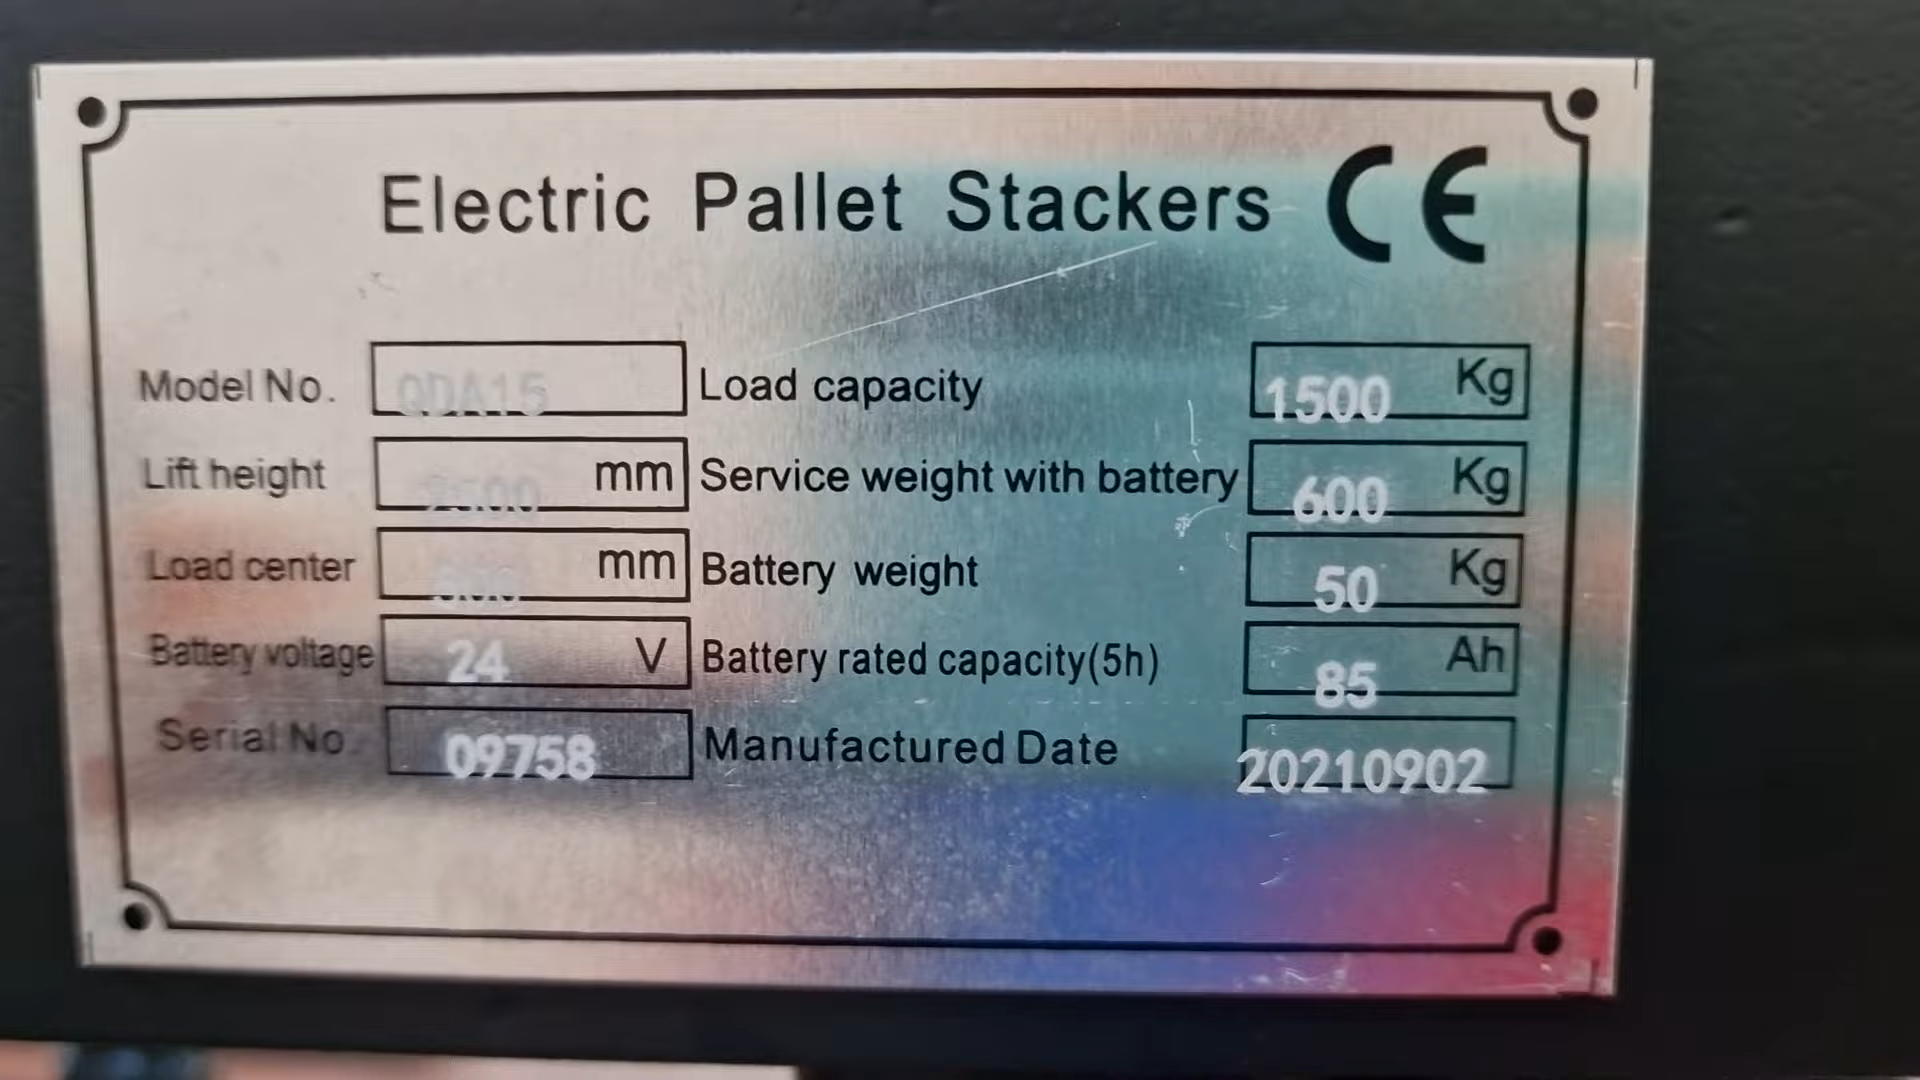 Electric Pallet Stackers CE
Model No. QDA15 Load capacity 1500 Kg
Lift height mm Service weight with battery 600 Kg
Load center mm Battery weight 50 Kg
Battery voltage 24 V Battery rated capacity(5h) 85 Ah
Serial No. 09758 Manufactured Date 20210902